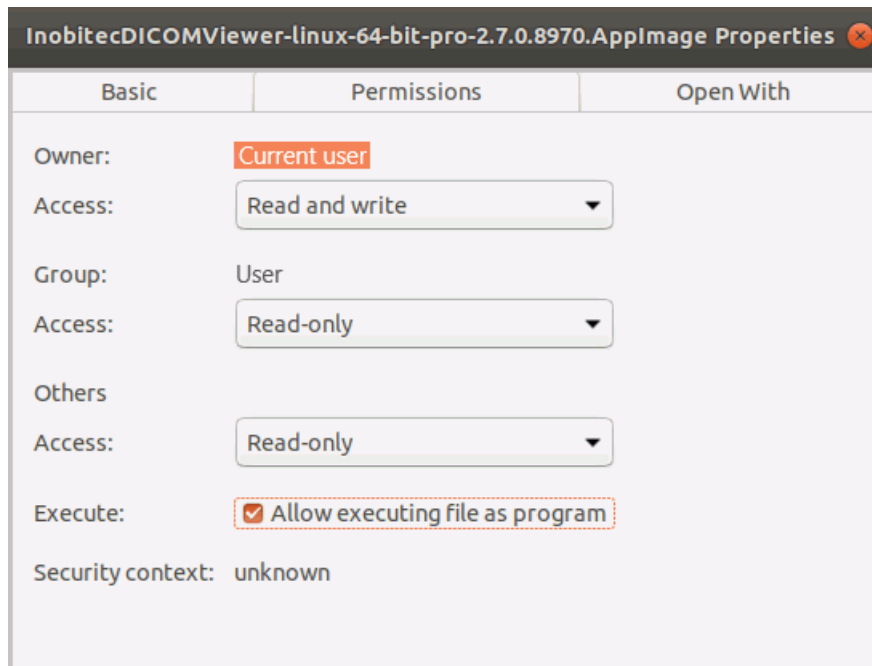 InobitecDICOMViewer-linux-64-bit-pro-2.7.0.8970.AppImage Properties
Basic Permissions Open With
Owner: Current user
Access: Read and write
Group: User
Access: Read-only
Others
Access: Read-only
Execute: Allow executing file as program
Security context: unknown